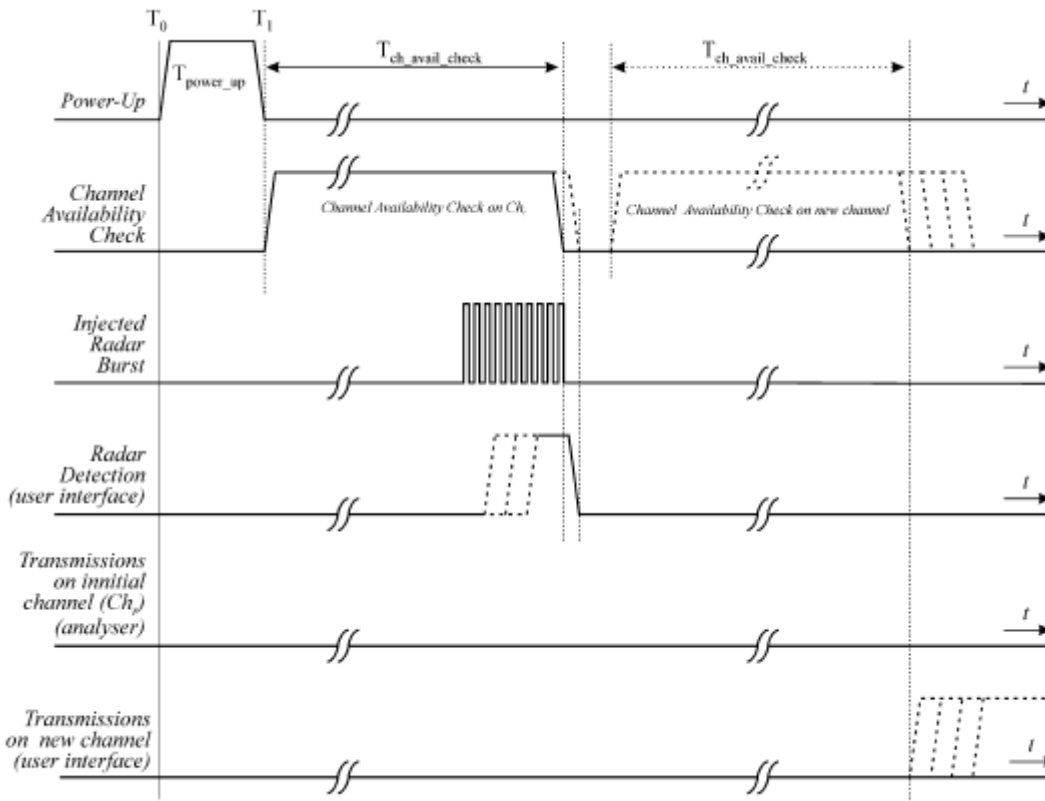 T0 T1
Tch_avail_check Tch_avail_check
Tpower_up
Power-Up
t
Channel
Availability
Check
Channel Availability Check on Chr
Channel Availability Check on new channel
t
Injected
Radar
Burst
t
Radar
Detection
(user interface)
t
Transmissions
on innitial
channel (Chr)
(analyser)
t
Transmissions
on new channel
(user interface)
t